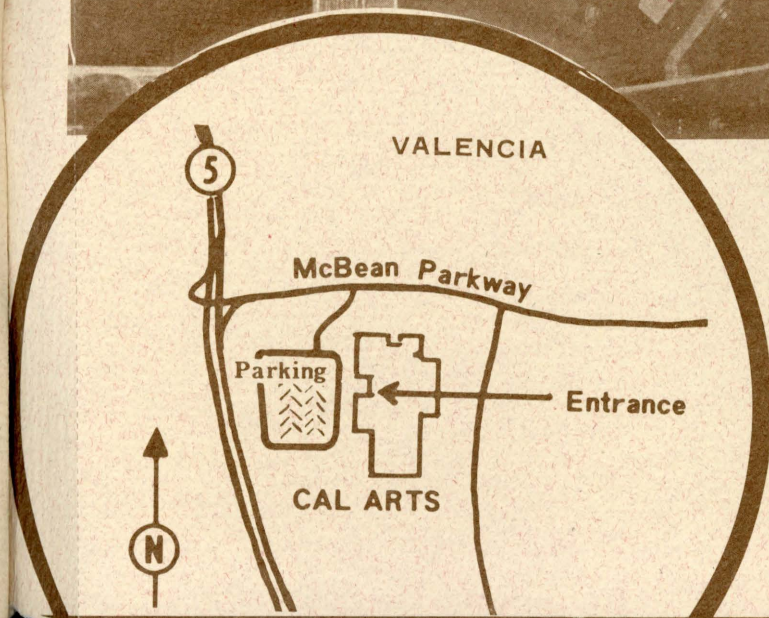 VALENCIA
5
McBean Parkway
Parking
Entrance
CAL ARTS
N